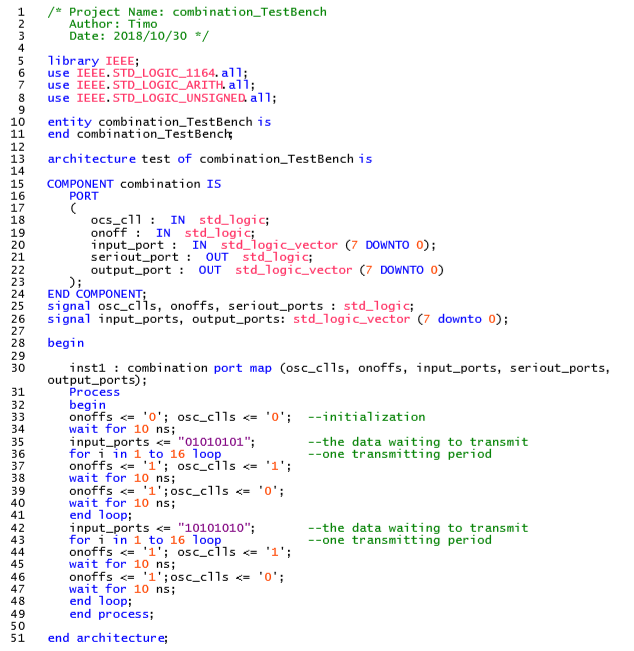 1 /* Project Name: combination_TestBench
2 Author: Timo
3 Date: 2018/10/30 */
4
5 library IEEE;
6 use IEEE.STD_LOGIC_1164.all;
7 use IEEE.STD_LOGIC_ARITH.all;
8 use IEEE.STD_LOGIC_UNSIGNED.all;
9
10 entity combination_TestBench is
11 end combination_TestBench;
12
13 architecture test of combination_TestBench is
14
15 COMPONENT combination IS
16 PORT
17 (
18 ocs_cll : IN std_logic;
19 onoff : IN std_logic;
20 input_port : IN std_logic_vector (7 DOWNTO 0);
21 seriout_port : OUT std_logic;
22 output_port : OUT std_logic_vector (7 DOWNTO 0)
23 );
24 END COMPONENT;
25 signal osc_clls, onoffs, seriout_ports : std_logic;
26 signal input_ports, output_ports: std_logic_vector (7 downto 0);
27
28 begin
29
30 inst1 : combination port map (osc_clls, onoffs, input_ports, seriout_ports,
output_ports);
31 Process
32 begin
33 onoffs <= '0'; osc_clls <= '0'; --initialization
34 wait for 10 ns;
35 input_ports <= "01010101"; --the data waiting to transmit
36 for i in 1 to 16 loop --one transmitting period
37 onoffs <= '1'; osc_clls <= '1';
38 wait for 10 ns;
39 onoffs <= '1';osc_clls <= '0';
40 wait for 10 ns;
41 end loop;
42 input_ports <= "10101010"; --the data waiting to transmit
43 for i in 1 to 16 loop --one transmitting period
44 onoffs <= '1'; osc_clls <= '1';
45 wait for 10 ns;
46 onoffs <= '1';osc_clls <= '0';
47 wait for 10 ns;
48 end loop;
49 end process;
50
51 end architecture;